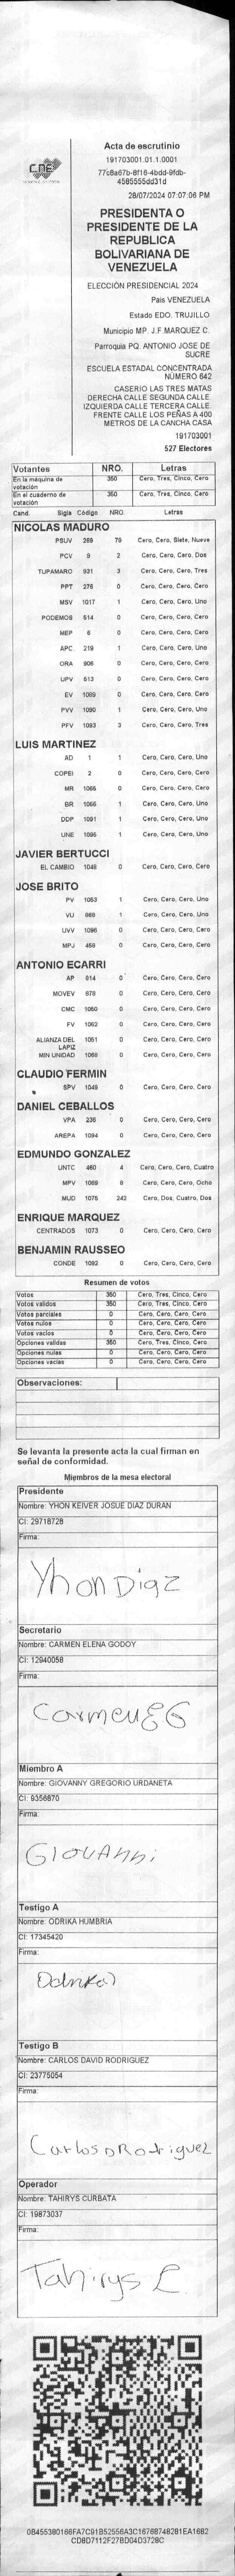 CNE
Acta de escrutinio
191703001.01.1.0001
77c8a67b-8f16-4bdd-9fdb-
4585555dd31d
28/07/2024 07:07:06 PM
PRESIDENTA O
PRESIDENTE DE LA
REPUBLICA
BOLIVARIANA DE
VENEZUELA
ELECCIÓN PRESIDENCIAL 2024
Pais VENEZUELA
Estado EDO. TRUJILLO
Municipio MP. J.F.MARQUEZ C.
Parroquia PQ. ANTONIO JOSE DE
SUCRE
ESCUELA ESTADAL CONCENTRADA
NÚMERO 642
CASERIO LAS TRES MATAS
DERECHA CALLE SEGUNDA CALLE.
IZQUIERDA CALLE TERCERA CALLE.
FRENTE CALLE LOS PEÑAS A 400
METROS DE LA CANCHA CASA
191703001
527 Electores
Votantes NRO. Letras
En la máquina de votación 350 Cero, Tres, Cinco, Cero
En el cuaderno de votación 350 Cero, Tres, Cinco, Cero
Cand. Sigla Código NRO. Letras
NICOLAS MADURO
PSUV 269 79 Cero, Cero, Siete, Nueve
PCV 9 2 Cero, Cero, Cero, Dos
TUPAMARO 931 3 Cero, Cero, Cero, Tres
PPT 276 0 Cero, Cero, Cero, Cero
MSV 1017 1 Cero, Cero, Cero, Uno
PODEMOS 514 0 Cero, Cero, Cero, Cero
MEP 6 0 Cero, Cero, Cero, Cero
APC 219 1 Cero, Cero, Cero, Uno
ORA 906 0 Cero, Cero, Cero, Cero
UPV 513 0 Cero, Cero, Cero, Cero
EV 1089 0 Cero, Cero, Cero, Cero
PVV 1090 1 Cero, Cero, Cero, Uno
PFV 1093 3 Cero, Cero, Cero, Tres
LUIS MARTINEZ
AD 1 1 Cero, Cero, Cero, Uno
COPEI 2 0 Cero, Cero, Cero, Cero
MR 1065 0 Cero, Cero, Cero, Cero
BR 1066 1 Cero, Cero, Cero, Uno
DDP 1091 1 Cero, Cero, Cero, Uno
UNE 1095 1 Cero, Cero, Cero, Uno
JAVIER BERTUCCI
EL CAMBIO 1048 0 Cero, Cero, Cero, Cero
JOSE BRITO
PV 1053 1 Cero, Cero, Cero, Uno
VU 868 1 Cero, Cero, Cero, Uno
UVV 1096 0 Cero, Cero, Cero, Cero
MPJ 458 0 Cero, Cero, Cero, Cero
ANTONIO ECARRI
AP 814 0 Cero, Cero, Cero, Cero
MOVEV 878 0 Cero, Cero, Cero, Cero
CMC 1050 0 Cero, Cero, Cero, Cero
FV 1062 0 Cero, Cero, Cero, Cero
ALIANZA DEL LAPIZ 1051 0 Cero, Cero, Cero, Cero
MIN UNIDAD 1068 0 Cero, Cero, Cero, Cero
CLAUDIO FERMIN
SPV 1049 0 Cero, Cero, Cero, Cero
DANIEL CEBALLOS
VPA 236 0 Cero, Cero, Cero, Cero
AREPA 1094 0 Cero, Cero, Cero, Cero
EDMUNDO GONZALEZ
UNTC 460 4 Cero, Cero, Cero, Cuatro
MPV 1069 8 Cero, Cero, Cero, Ocho
MUD 1075 242 Cero, Dos, Cuatro, Dos
ENRIQUE MARQUEZ
CENTRADOS 1073 0 Cero, Cero, Cero, Cero
BENJAMIN RAUSSEO
CONDE 1092 0 Cero, Cero, Cero, Cero
Resumen de votos
Votos 350 Cero, Tres, Cinco, Cero
Votos validos 350 Cero, Tres, Cinco, Cero
Votos parciales 0 Cero, Cero, Cero, Cero
Votos nulos 0 Cero, Cero, Cero, Cero
Votos vacios 0 Cero, Cero, Cero, Cero
Opciones validas 350 Cero, Tres, Cinco, Cero
Opciones nulas 0 Cero, Cero, Cero, Cero
Opciones vacias 0 Cero, Cero, Cero, Cero
Observaciones:
Se levanta la presente acta la cual firman en
señal de conformidad.
Miembros de la mesa electoral
Presidente
Nombre: YHON KEIVER JOSUE DIAZ DURAN
CI: 29718728
Firma:
Yhon Diaz
Secretario
Nombre: CARMEN ELENA GODOY
CI: 12940058
Firma:
Carmen EG
Miembro A
Nombre: GIOVANNY GREGORIO URDANETA
CI: 9356870
Firma:
GIOVANNi
Testigo A
Nombre: ODRIKA HUMBRIA
CI: 17345420
Firma:
Testigo B
Nombre: CARLOS DAVID RODRIGUEZ
CI: 23775054
Firma:
Carlos D Rodriguez
Operador
Nombre: TAHIRYS CURBATA
CI: 19873037
Firma:
Tahirys C
0B455380166FA7C91B52556A3C16768748281EA1682
CD8D7112F27BD04D3728C